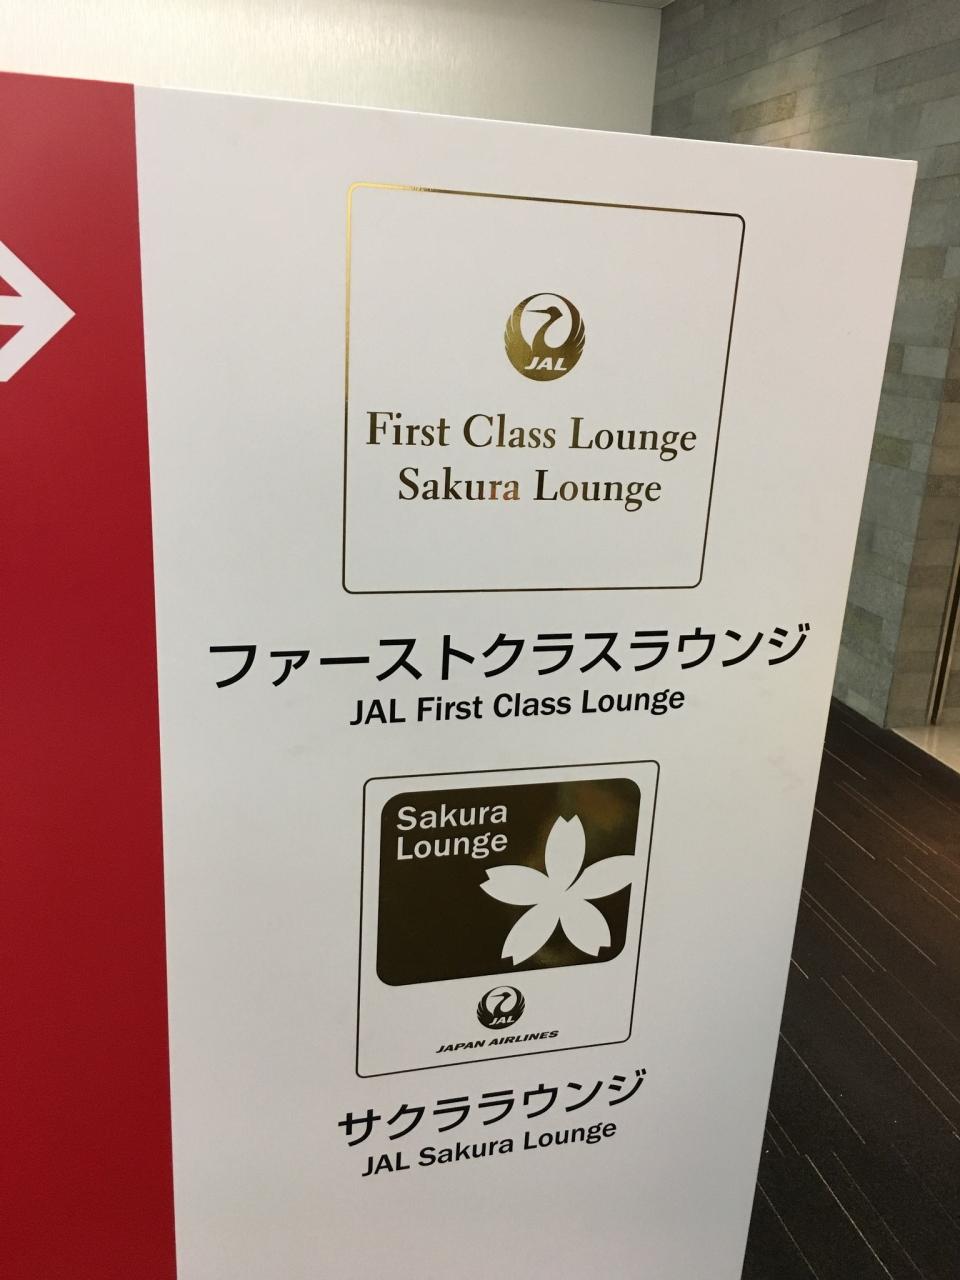 JAL
First Class Lounge
Sakura Lounge
ファーストクラスラウンジ
JAL First Class Lounge
Sakura
Lounge
JAL
JAPAN AIRLINES
サクララウンジ
JAL Sakura Lounge